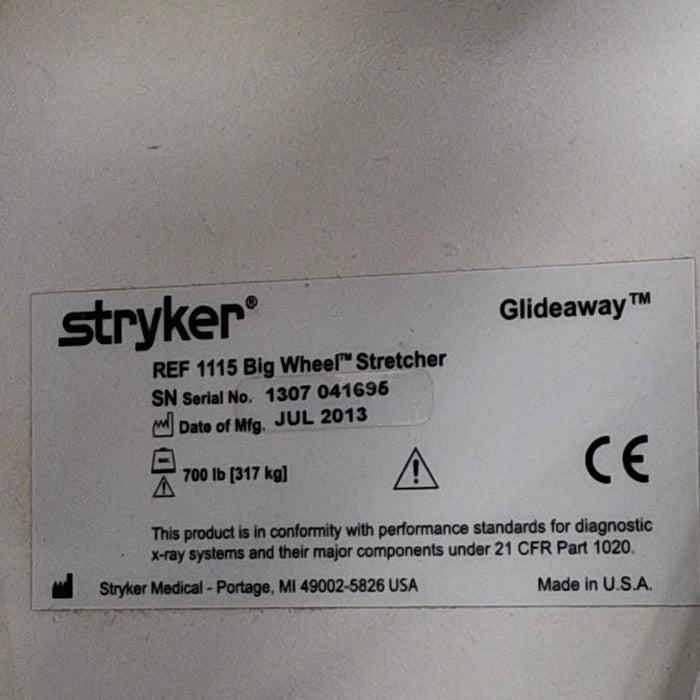 stryker®
Glideaway™
REF 1115 Big Wheel™ Stretcher
SN Serial No. 1307 041695
Date of Mfg. JUL 2013
700 lb [317 kg]
CE
This product is in conformity with performance standards for diagnostic
x-ray systems and their major components under 21 CFR Part 1020.
Stryker Medical - Portage, MI 49002-5826 USA
Made in U.S.A.